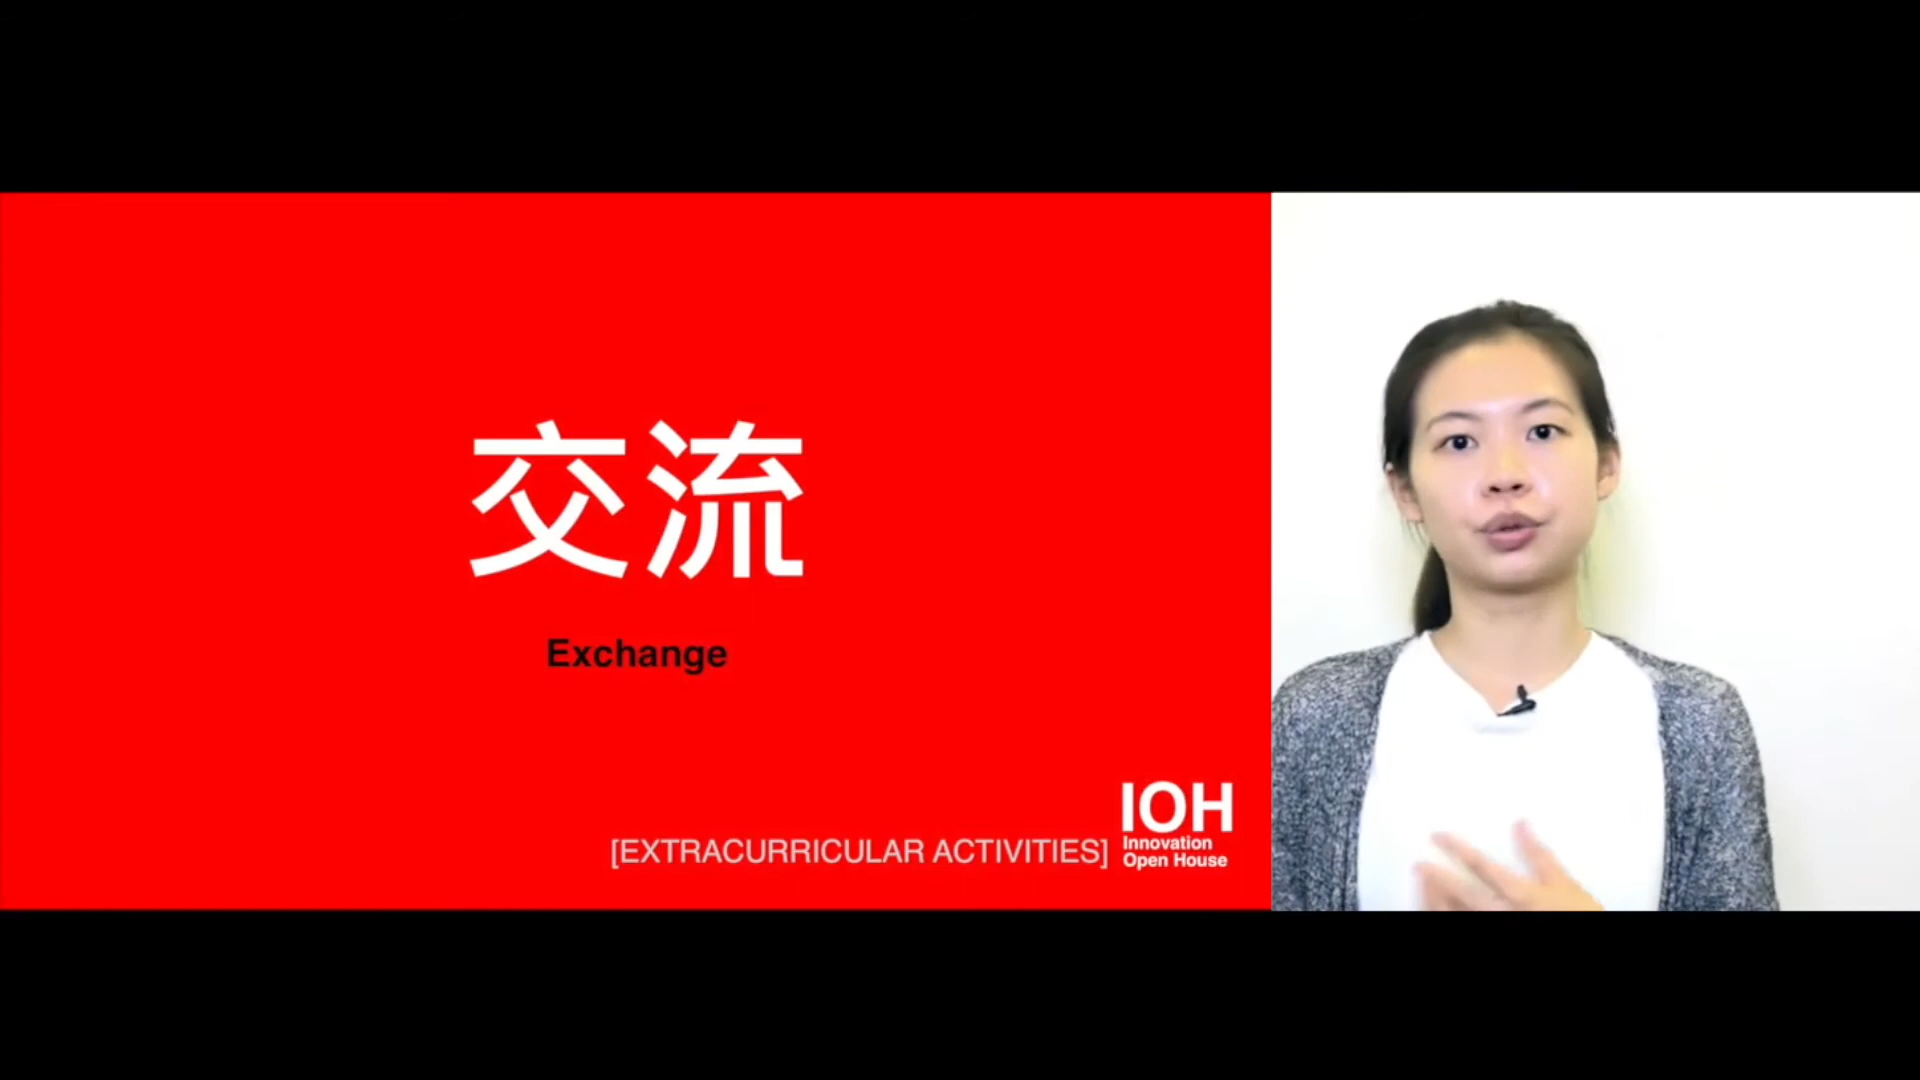 交流
Exchange
[EXTRACURRICULAR ACTIVITIES]
IOH
Innovation
Open House